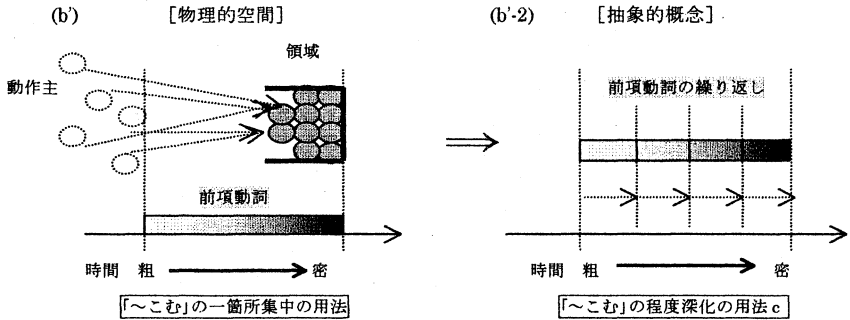 (b') [物理的空間]
領域
動作主
前項動詞
時間 粗 密
「～こむ」の一箇所集中の用法
(b'-2) [抽象的概念]
前項動詞の繰り返し
時間 粗 密
「～こむ」の程度深化の用法 c